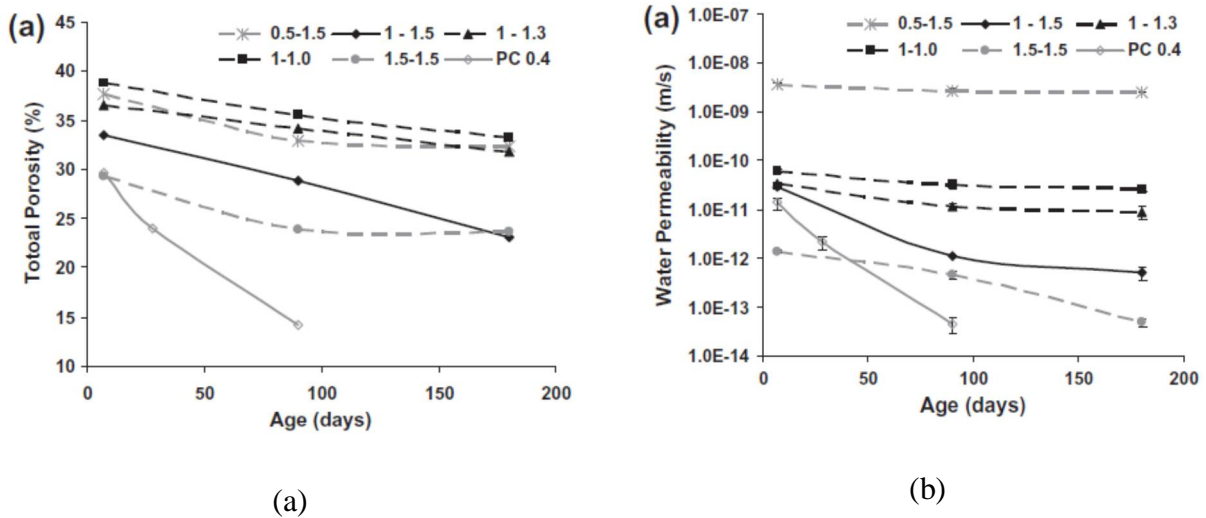 (a)
0.5-1.5 1 - 1.5 1 - 1.3
1-1.0 1.5-1.5 PC 0.4
Totoal Porosity (%)
45
40
35
30
25
20
15
10
0 50 100 150 200
Age (days)
(a)
(a)
0.5-1.5 1 - 1.5 1 - 1.3
1-1.0 1.5-1.5 PC 0.4
Water Permeability (m/s)
1.0E-07
1.0E-08
1.0E-09
1.0E-10
1.0E-11
1.0E-12
1.0E-13
1.0E-14
0 50 100 150 200
Age (days)
(b)